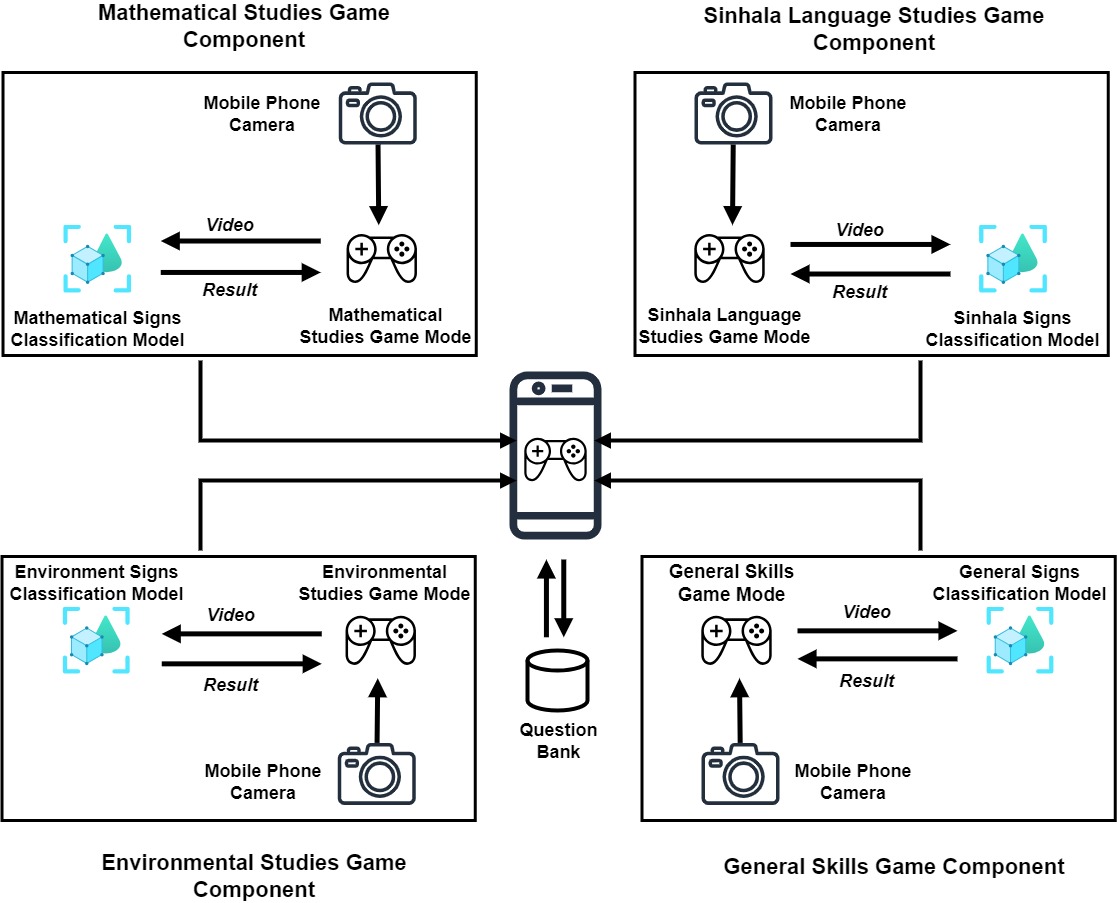 Mathematical Studies Game
Component
Sinhala Language Studies Game
Component
Mobile Phone
Camera
Video
Result
Mathematical Signs
Classification Model
Mathematical
Studies Game Mode
Mobile Phone
Camera
Video
Result
Sinhala Language
Studies Game Mode
Sinhala Signs
Classification Model
Environment Signs
Classification Model
Environmental
Studies Game Mode
Video
Result
Mobile Phone
Camera
Question
Bank
General Skills
Game Mode
General Signs
Classification Model
Video
Result
Mobile Phone
Camera
Environmental Studies Game
Component
General Skills Game Component